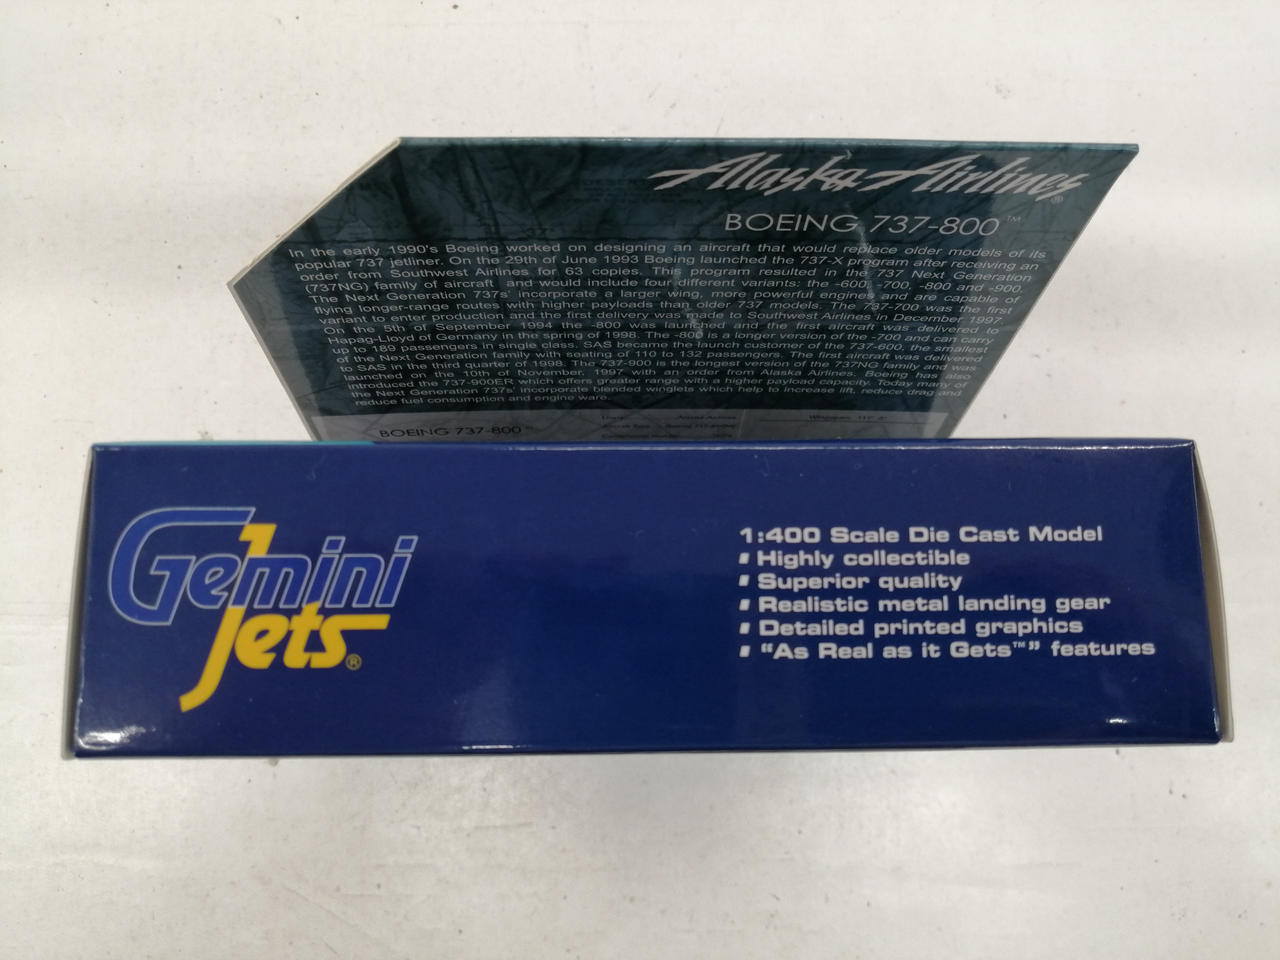 Alaska Airlines®
BOEING 737-800™
In the early 1990's Boeing worked on designing an aircraft that would replace older models of its
popular 737 jetliner. On the 29th of June 1993 Boeing launched the 737-X program after receiving an
order from Southwest Airlines for 63 copies. This program resulted in the 737 Next Generation
(737NG) family of aircraft and would include four different variants: the -600, -700, -800 and -900.
The Next Generation 737s' incorporate a larger wing, more powerful engines and are capable of
flying longer-range routes with higher payloads than older 737 models. The 737-700 was the first
variant to enter production and the first delivery was made to Southwest Airlines in December 1997.
On the 5th of September 1994 the -800 was launched and the first aircraft was delivered to
Hapag-Lloyd of Germany in the spring of 1998. The -800 is a longer version of the -700 and can carry
up to 189 passengers in single class. SAS became the launch customer of the 737-600, the smallest
of the Next Generation family with seating of 110 to 132 passengers. The first aircraft was delivered
to SAS in the third quarter of 1998. The 737-900 is the longest version of the 737NG family and was
launched on the 10th of November, 1997 with an order from Alaska Airlines. Boeing has also
introduced the 737-900ER which offers greater range with a higher payload capacity. Today many of
the Next Generation 737s' incorporate blended winglets which help to increase lift, reduce drag and
reduce fuel consumption and engine ware.
BOEING 737-800™
Gemini
Jets®
1:400 Scale Die Cast Model
Highly collectible
Superior quality
Realistic metal landing gear
Detailed printed graphics
"As Real as it Gets™" features